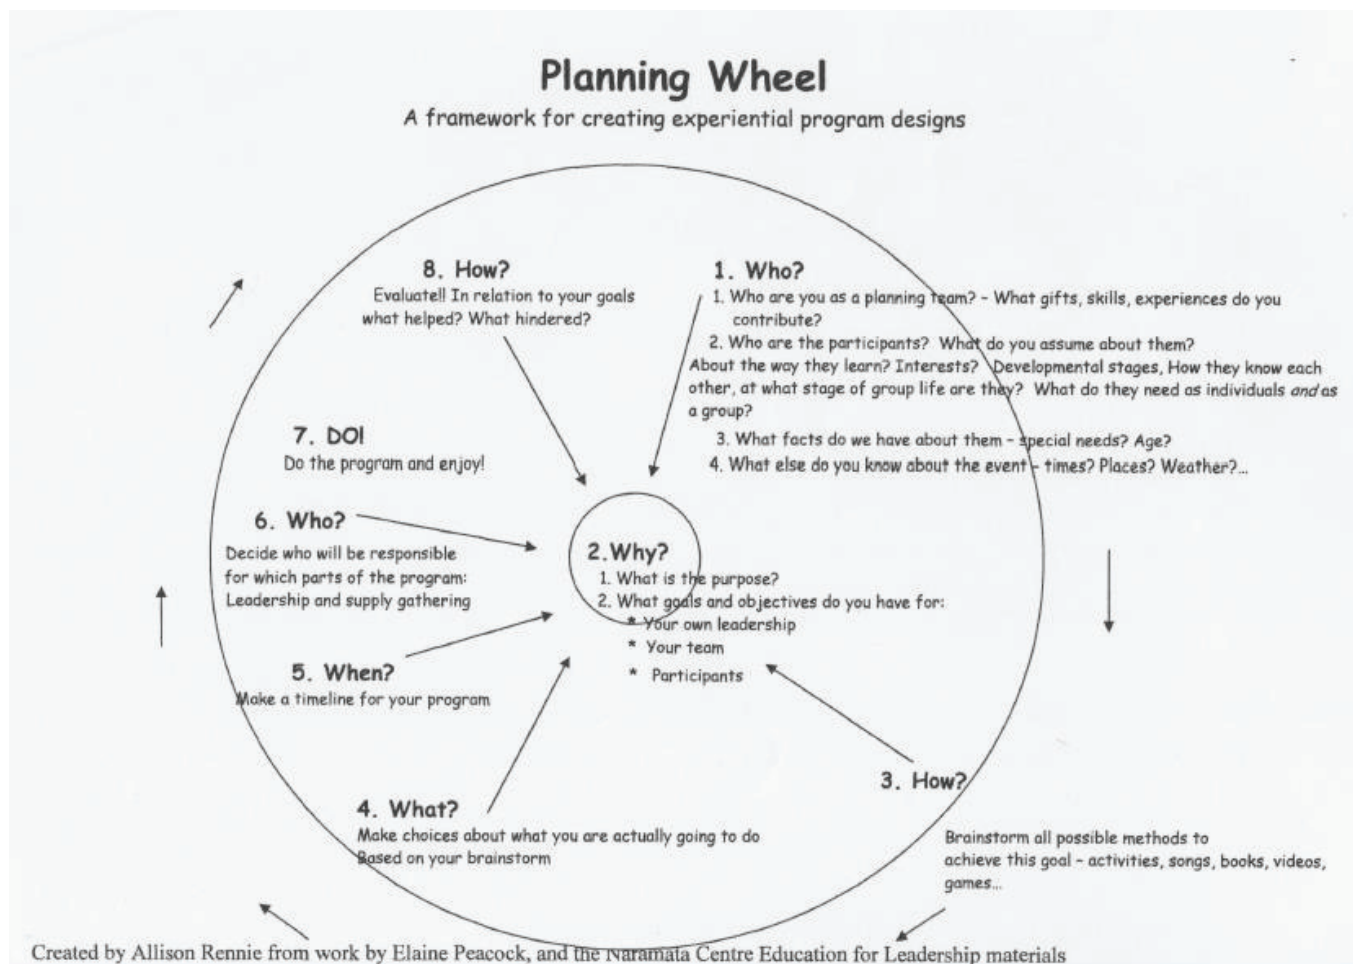 Planning Wheel
A framework for creating experiential program designs
1. Who?
1. Who are you as a planning team? - What gifts, skills, experiences do you
contribute?
2. Who are the participants? What do you assume about them?
About the way they learn? Interests? Developmental stages, How they know each
other, at what stage of group life are they? What do they need as individuals and as
a group?
3. What facts do we have about them - special needs? Age?
4. What else do you know about the event - times? Places? Weather?...
2.Why?
1. What is the purpose?
2. What goals and objectives do you have for:
* Your own leadership
* Your team
* Participants
3. How?
Brainstorm all possible methods to
achieve this goal - activities, songs, books, videos,
games...
4. What?
Make choices about what you are actually going to do
Based on your brainstorm
5. When?
Make a timeline for your program
6. Who?
Decide who will be responsible
for which parts of the program:
Leadership and supply gathering
7. DO!
Do the program and enjoy!
8. How?
Evaluate!! In relation to your goals
what helped? What hindered?
Created by Allison Rennie from work by Elaine Peacock, and the Naramata Centre Education for Leadership materials